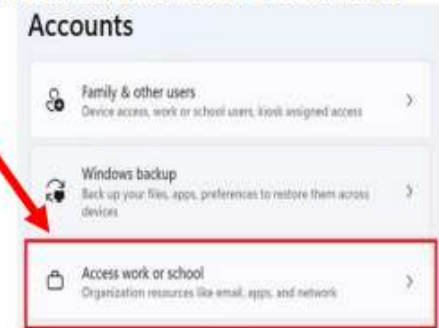 Accounts
Family & other users
Device access, work or school users, kiosk assigned access
Windows backup
Back up your files, apps, preferences to restore them across
devices
Access work or school
Organization resources like email, apps, and network